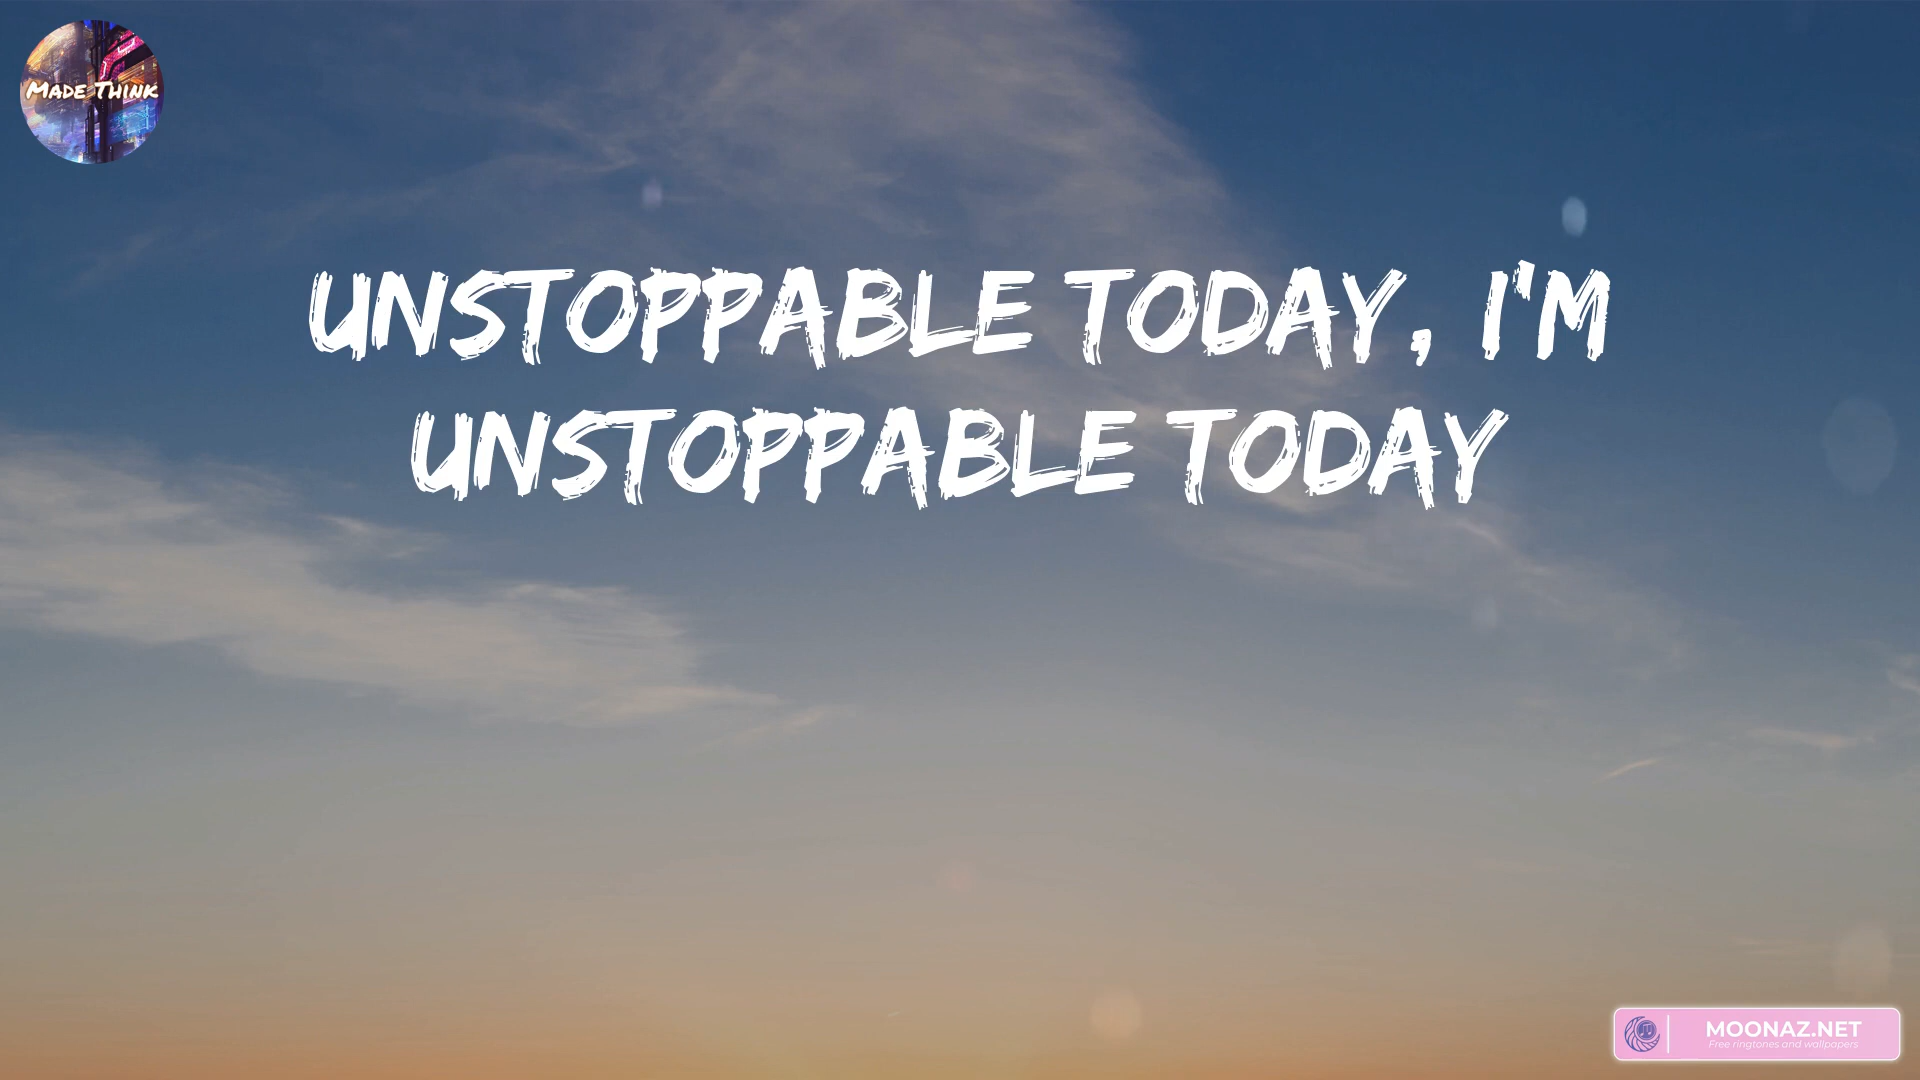 Made Think
UNSTOPPABLE TODAY, I'M
UNSTOPPABLE TODAY
MOONAZ.NET
Free ringtones and wallpapers